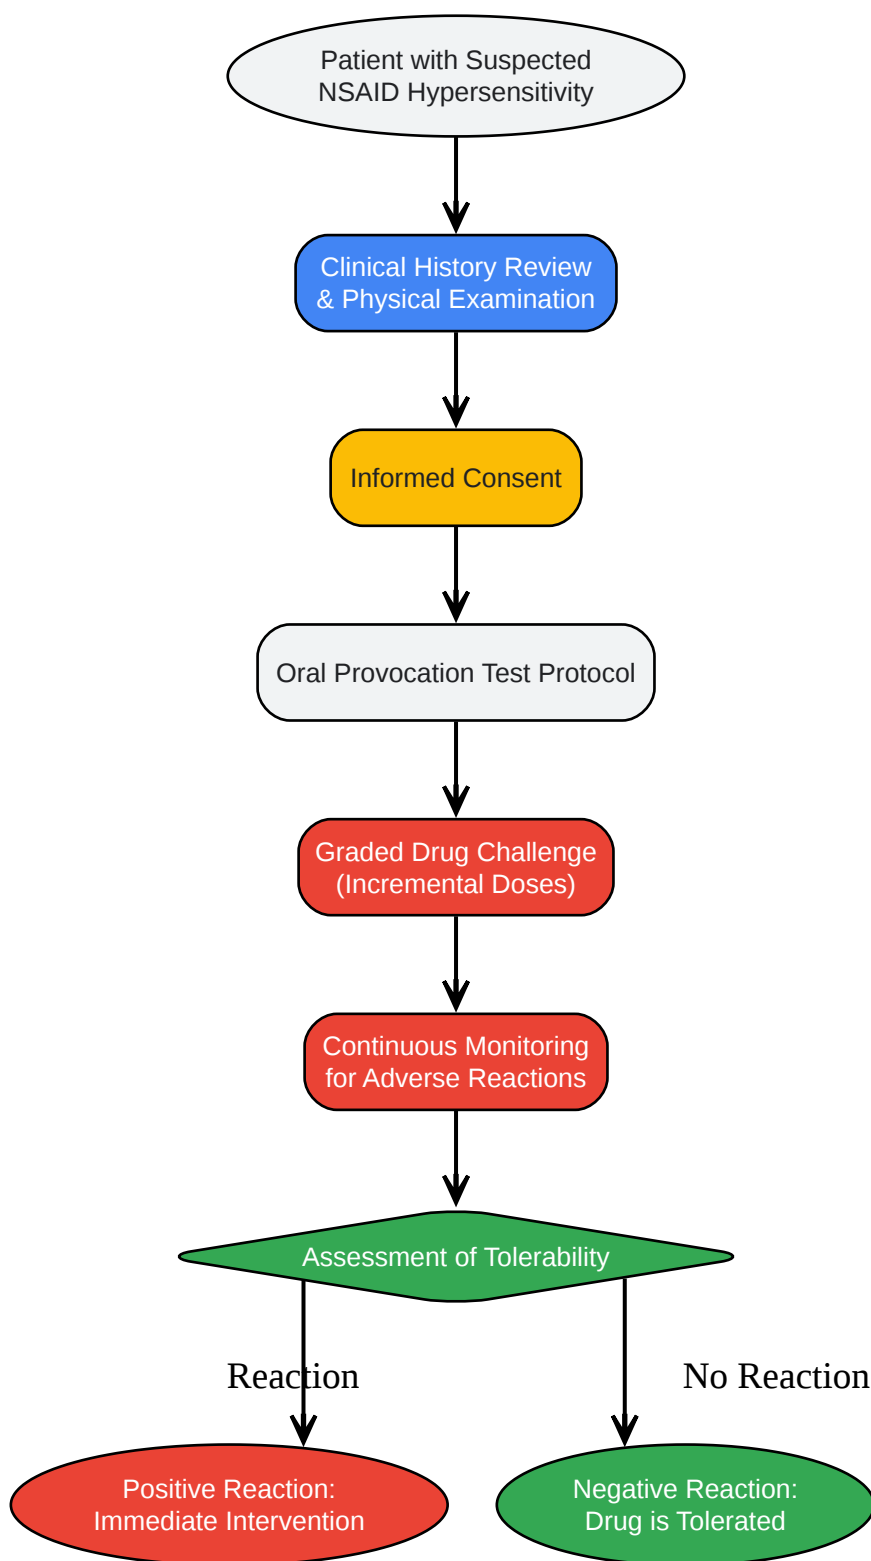 Patient with Suspected
NSAID Hypersensitivity
Clinical History Review
& Physical Examination
Informed Consent
Oral Provocation Test Protocol
Graded Drug Challenge
(Incremental Doses)
Continuous Monitoring
for Adverse Reactions
Assessment of Tolerability
Reaction
No Reaction
Positive Reaction:
Immediate Intervention
Negative Reaction:
Drug is Tolerated